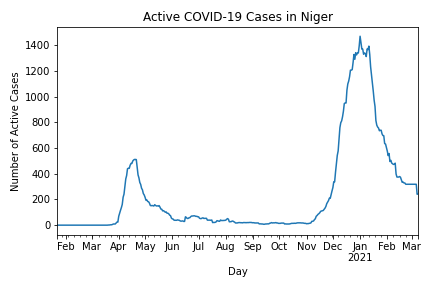 Active COVID-19 Cases in Niger
1400
1200
1000
800
600
400
200
0
Number of Active Cases
Feb Mar Apr May Jun Jul Aug Sep Oct Nov Dec Jan Feb Mar
2021
Day